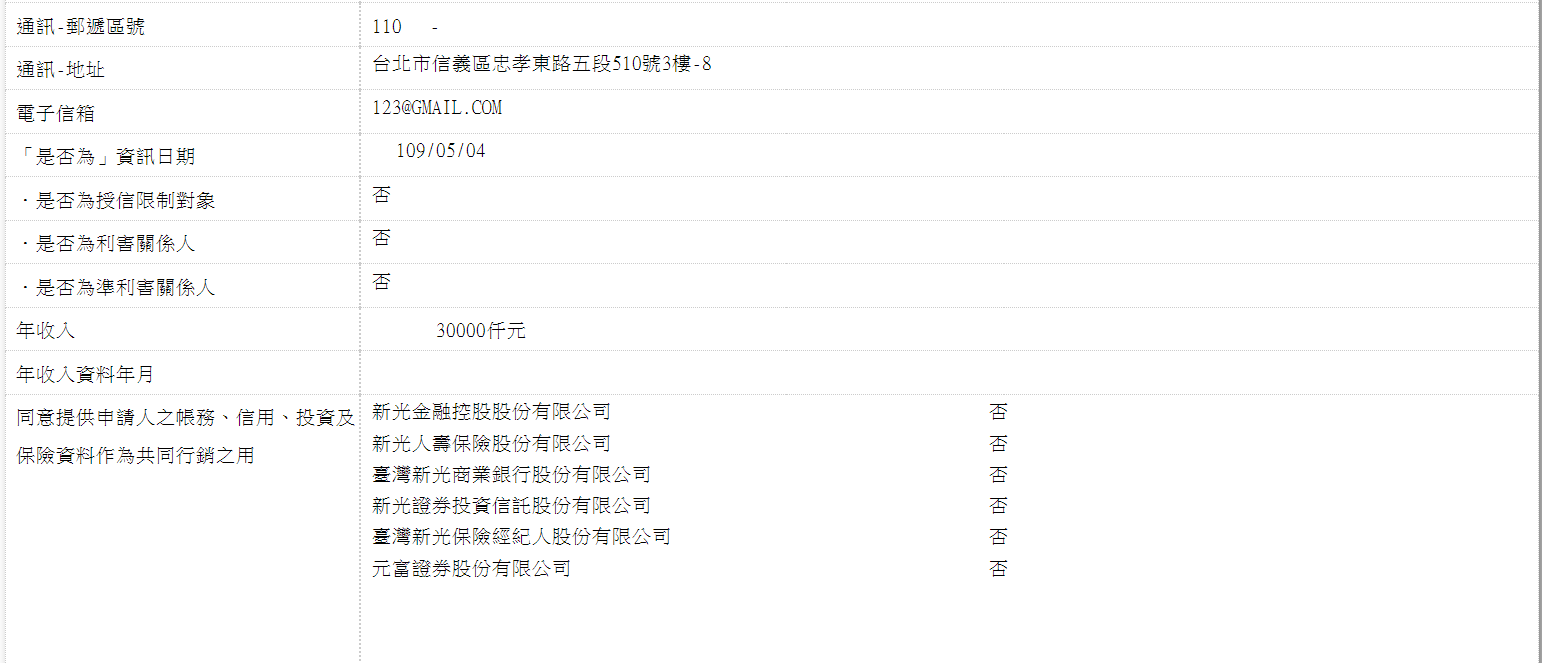 通訊-郵遞區號 110 -
通訊-地址 台北市信義區忠孝東路五段510號3樓-8
電子信箱 123@GMAIL.COM
「是否為」資訊日期 109/05/04
．是否為授信限制對象 否
．是否為利害關係人 否
．是否為準利害關係人 否
年收入 30000仟元
年收入資料年月
同意提供申請人之帳務、信用、投資及
保險資料作為共同行銷之用
新光金融控股股份有限公司 否
新光人壽保險股份有限公司 否
臺灣新光商業銀行股份有限公司 否
新光證券投資信託股份有限公司 否
臺灣新光保險經紀人股份有限公司 否
元富證券股份有限公司 否